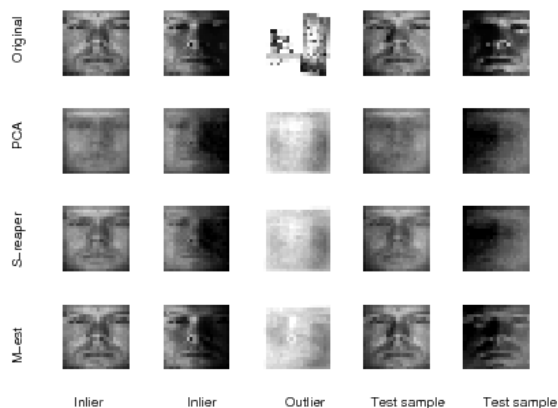 Original
PCA
S-reaper
M-est
Inlier Inlier Outlier Test sample Test sample